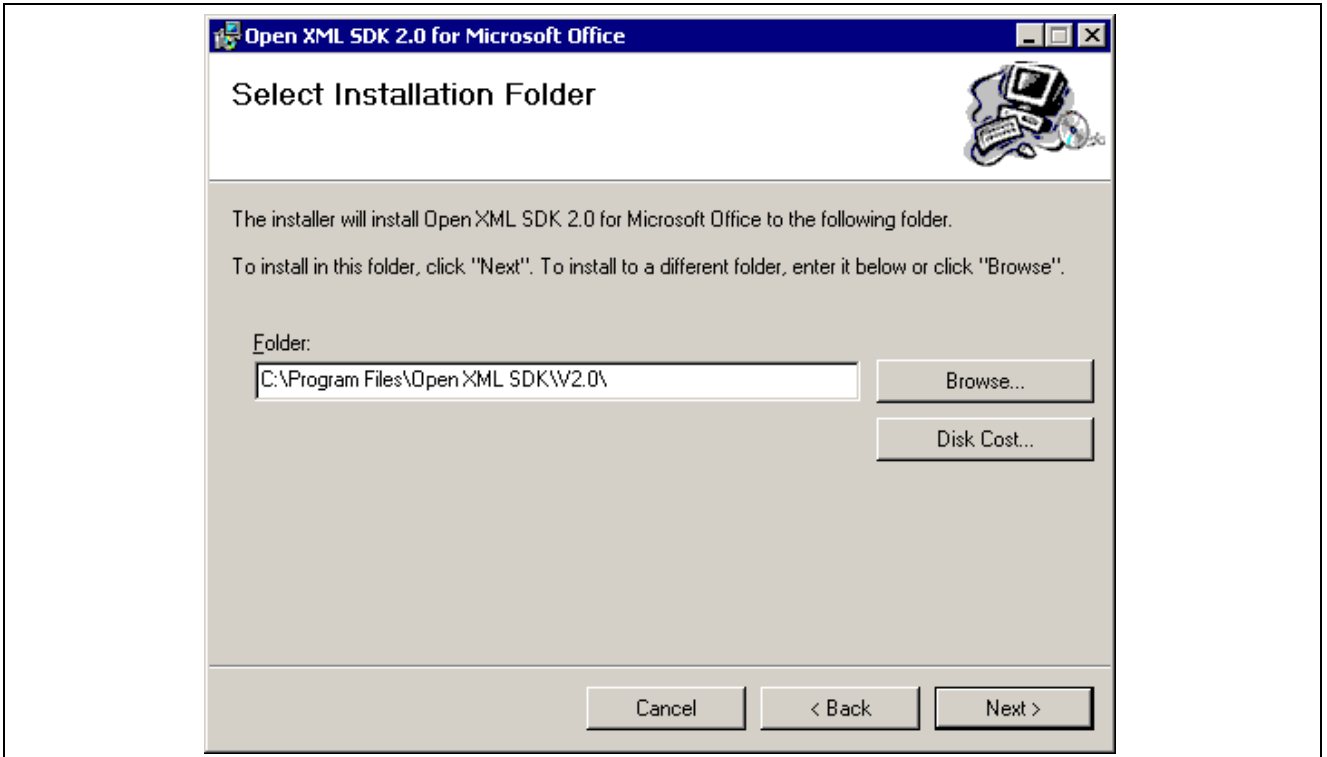 Open XML SDK 2.0 for Microsoft Office
Select Installation Folder
The installer will install Open XML SDK 2.0 for Microsoft Office to the following folder.
To install in this folder, click "Next". To install to a different folder, enter it below or click "Browse".
Folder:
C:\Program Files\Open XML SDK\V2.0\
Browse...
Disk Cost...
Cancel
< Back
Next >